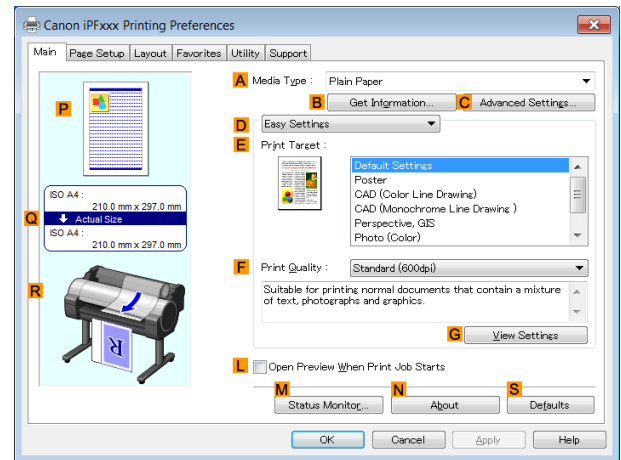 Canon iPFxxx Printing Preferences
Main Page Setup Layout Favorites Utility Support
P
ISO A4 :
210.0 mm x 297.0 mm
Q Actual Size
ISO A4 :
210.0 mm x 297.0 mm
R
R
A Media Type : Plain Paper
B Get Information... C Advanced Settings...
D Easy Settings
E Print Target :
Default Settings
Poster
CAD (Color Line Drawing)
CAD (Monochrome Line Drawing )
Perspective, GIS
Photo (Color)
F Print Quality : Standard (600dpi)
Suitable for printing normal documents that contain a mixture
of text, photographs and graphics.
G View Settings
L Open Preview When Print Job Starts
M N S
Status Monitor... About Defaults
OK Cancel Apply Help